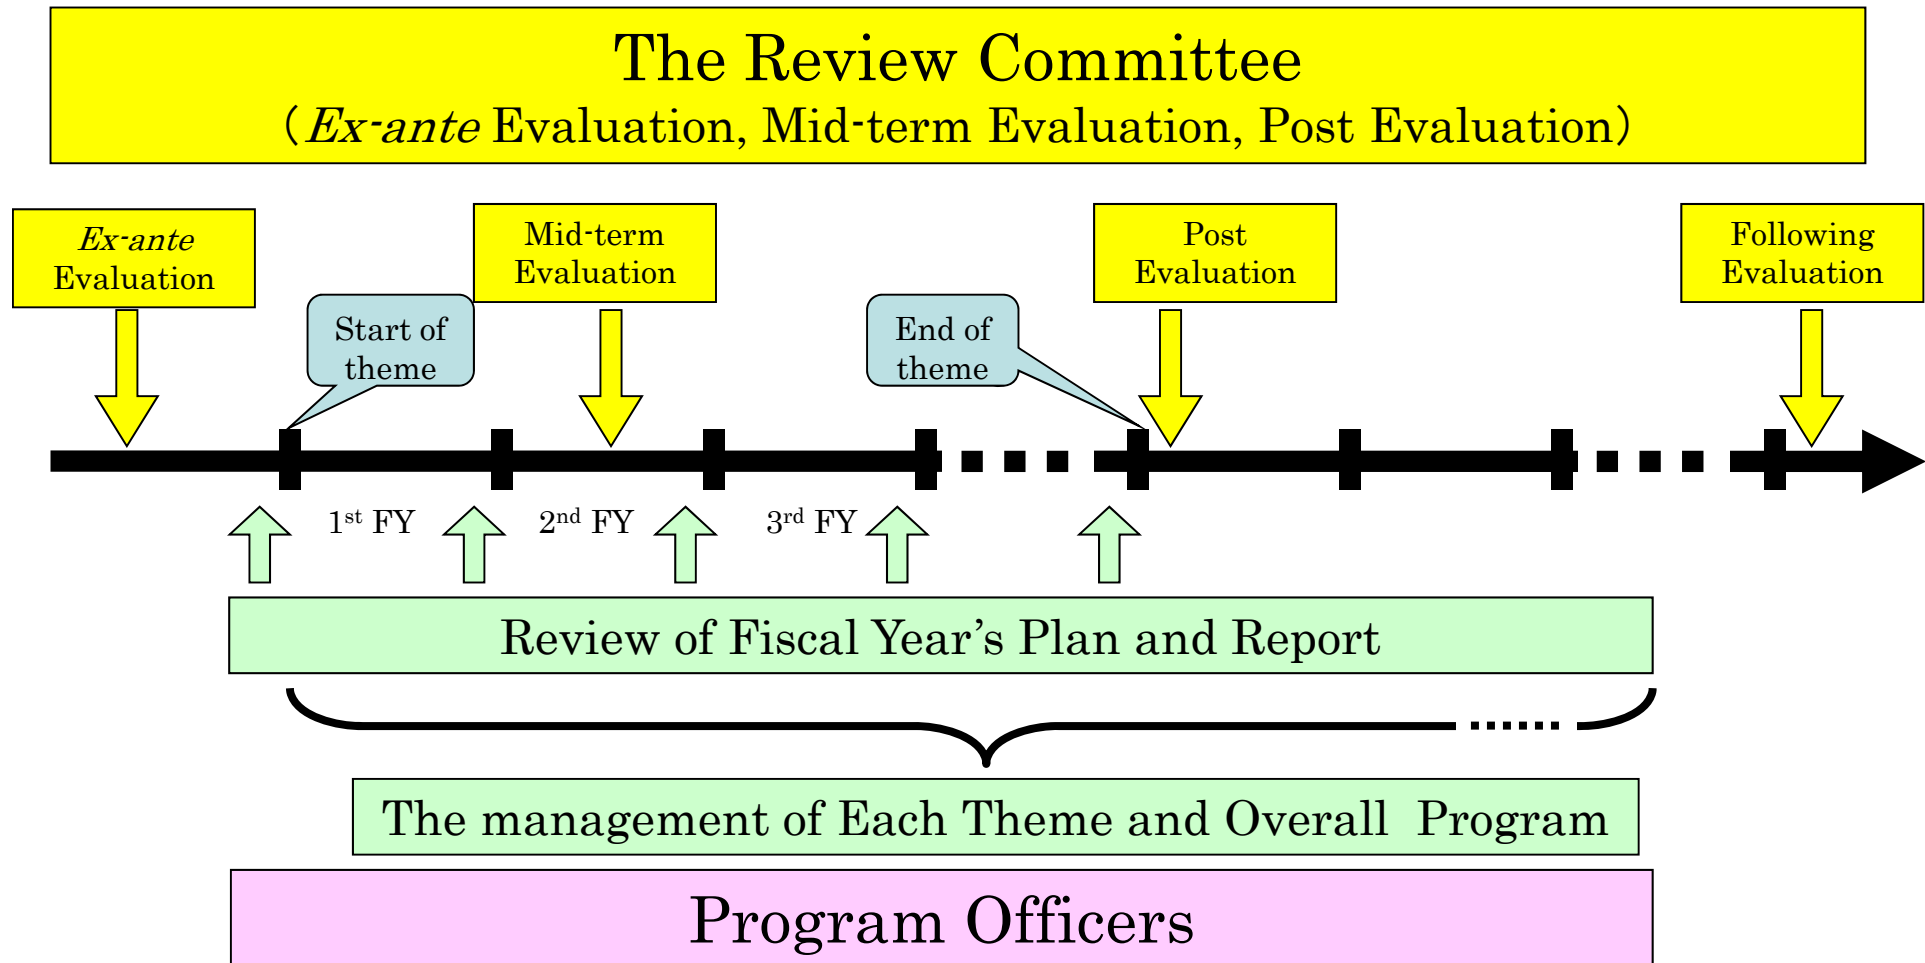 The Review Committee
（Ex-ante Evaluation, Mid-term Evaluation, Post Evaluation）
Ex-ante
Evaluation
Mid-term
Evaluation
Post
Evaluation
Following
Evaluation
Start of
theme
End of
theme
1st FY
2nd FY
3rd FY
Review of Fiscal Year’s Plan and Report
The management of Each Theme and Overall Program
Program Officers